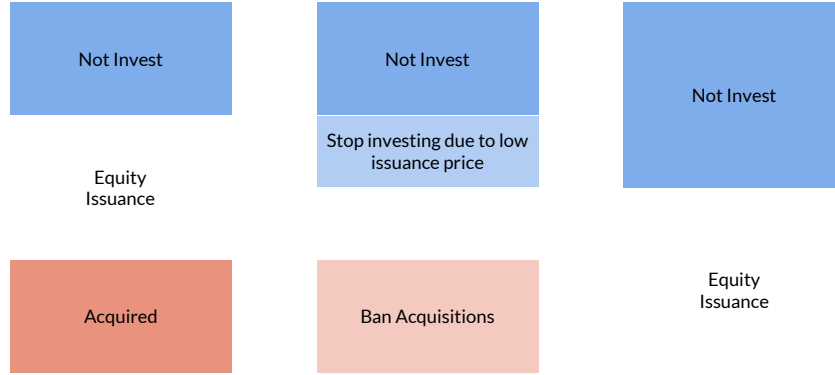 Not Invest
Equity
Issuance
Acquired
Not Invest
Stop investing due to low
issuance price
Ban Acquisitions
Not Invest
Equity
Issuance